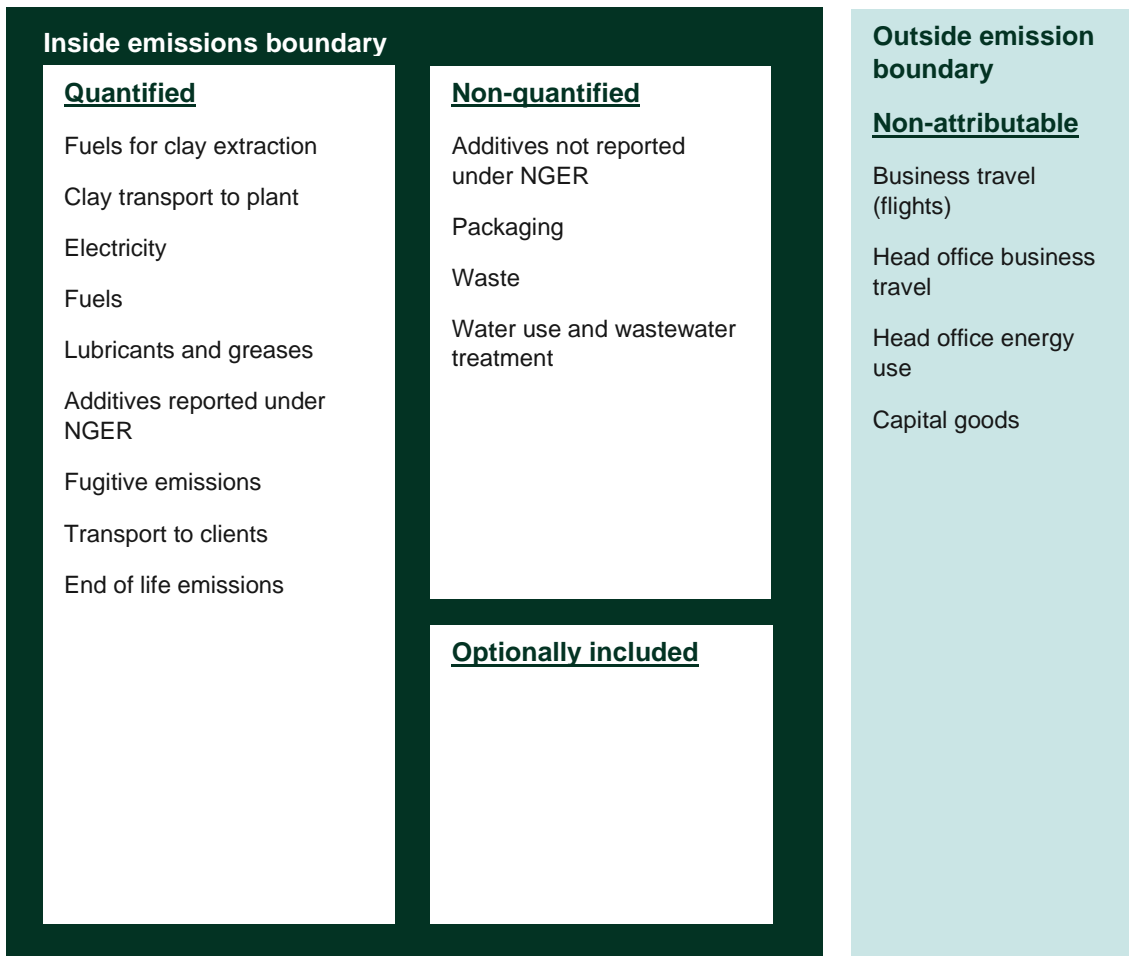 Inside emissions boundary
Quantified
Fuels for clay extraction
Clay transport to plant
Electricity
Fuels
Lubricants and greases
Additives reported under
NGER
Fugitive emissions
Transport to clients
End of life emissions
Non-quantified
Additives not reported
under NGER
Packaging
Waste
Water use and wastewater
treatment
Optionally included
Outside emission
boundary
Non-attributable
Business travel
(flights)
Head office business
travel
Head office energy
use
Capital goods